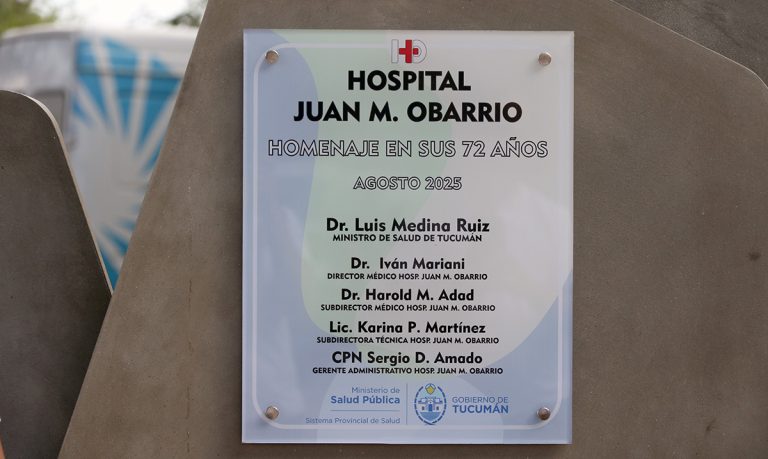 HO
HOSPITAL
JUAN M. OBARRIO
HOMENAJE EN SUS 72 AÑOS
AGOSTO 2025
Dr. Luis Medina Ruiz
MINISTRO DE SALUD DE TUCUMÁN
Dr. Iván Mariani
DIRECTOR MÉDICO HOSP. JUAN M. OBARRIO
Dr. Harold M. Adad
SUBDIRECTOR MÉDICO HOSP. JUAN M. OBARRIO
Lic. Karina P. Martínez
SUBDIRECTORA TÉCNICA HOSP. JUAN M. OBARRIO
CPN Sergio D. Amado
GERENTE ADMINISTRATIVO HOSP. JUAN M. OBARRIO
Ministerio de
Salud Pública
Sistema Provincial de Salud
GOBIERNO DE
TUCUMÁN